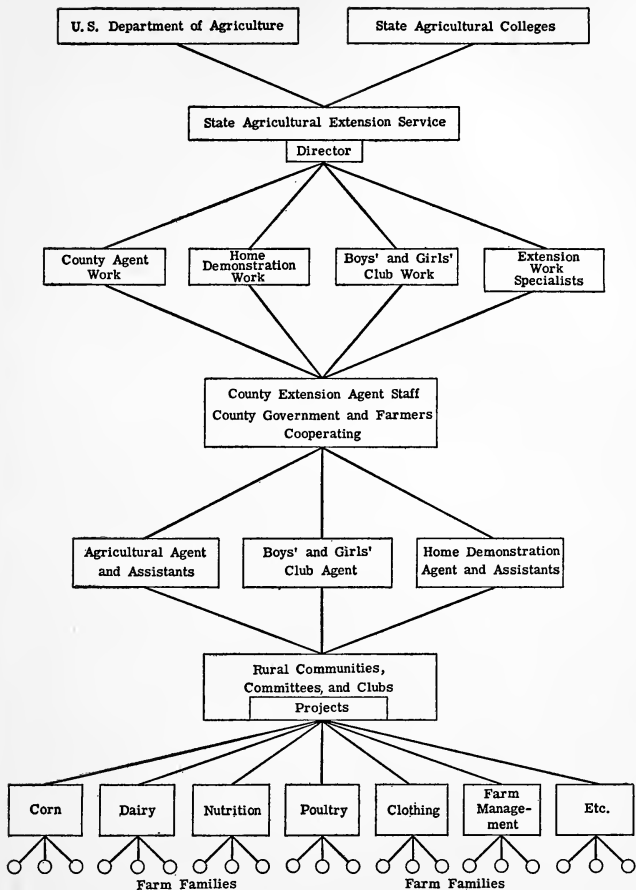 U. S. Department of Agriculture
State Agricultural Colleges
State Agricultural Extension Service
Director
County Agent
Work
Home
Demonstration
Work
Boys' and Girls'
Club Work
Extension
Work
Specialists
County Extension Agent Staff
County Government and Farmers
Cooperating
Agricultural Agent
and Assistants
Boys' and Girls'
Club Agent
Home Demonstration
Agent and Assistants
Rural Communities,
Committees, and Clubs
Projects
Corn
Dairy
Nutrition
Poultry
Clothing
Farm
Manage-
ment
Etc.
Farm Families
Farm Families